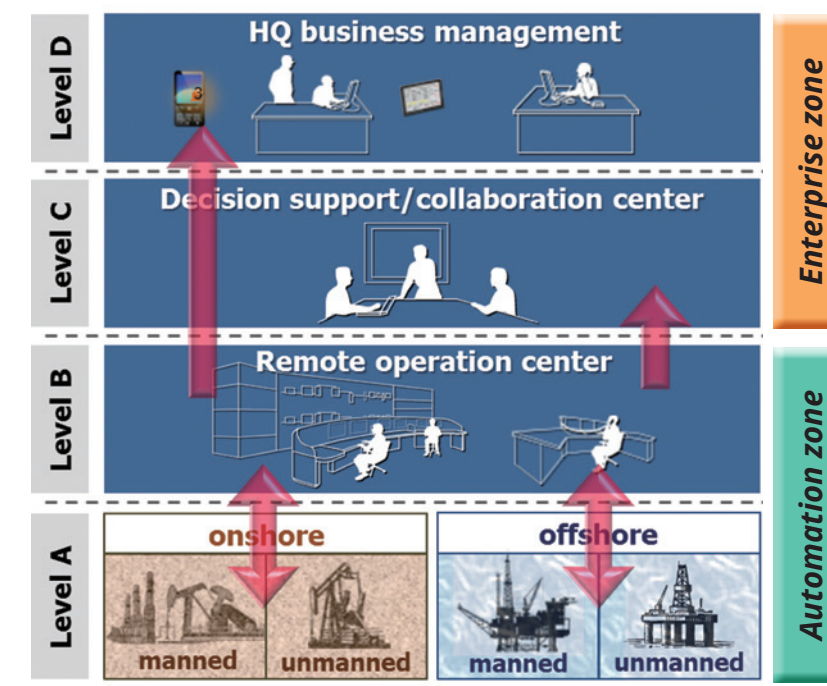 Level D
HQ business management
Enterprise zone
Level C
Decision support/collaboration center
Level B
Remote operation center
Automation zone
Level A
onshore
offshore
manned
unmanned
manned
unmanned